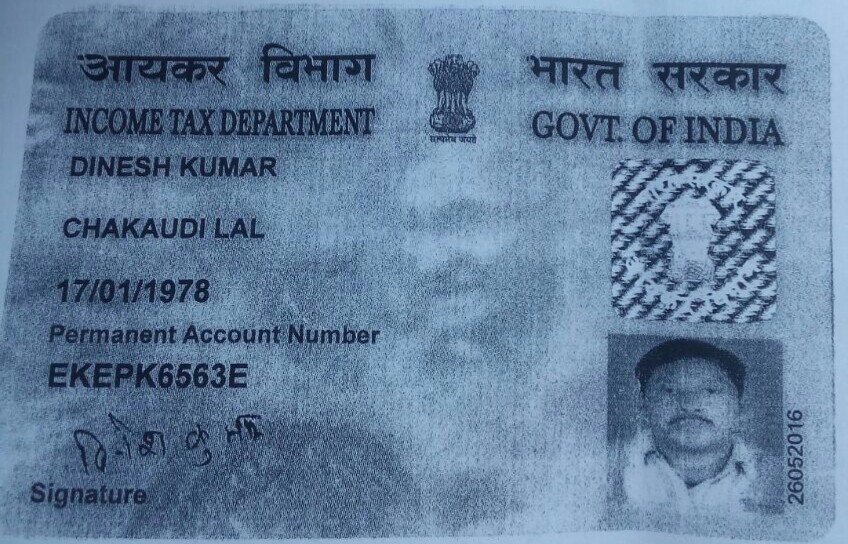 आयकर विभाग
भारत सरकार
INCOME TAX DEPARTMENT
GOVT. OF INDIA
सत्यमेव जयते
DINESH KUMAR
CHAKAUDI LAL
17/01/1978
Permanent Account Number
EKEPK6563E
दिनेश कुमार
Signature
26052016